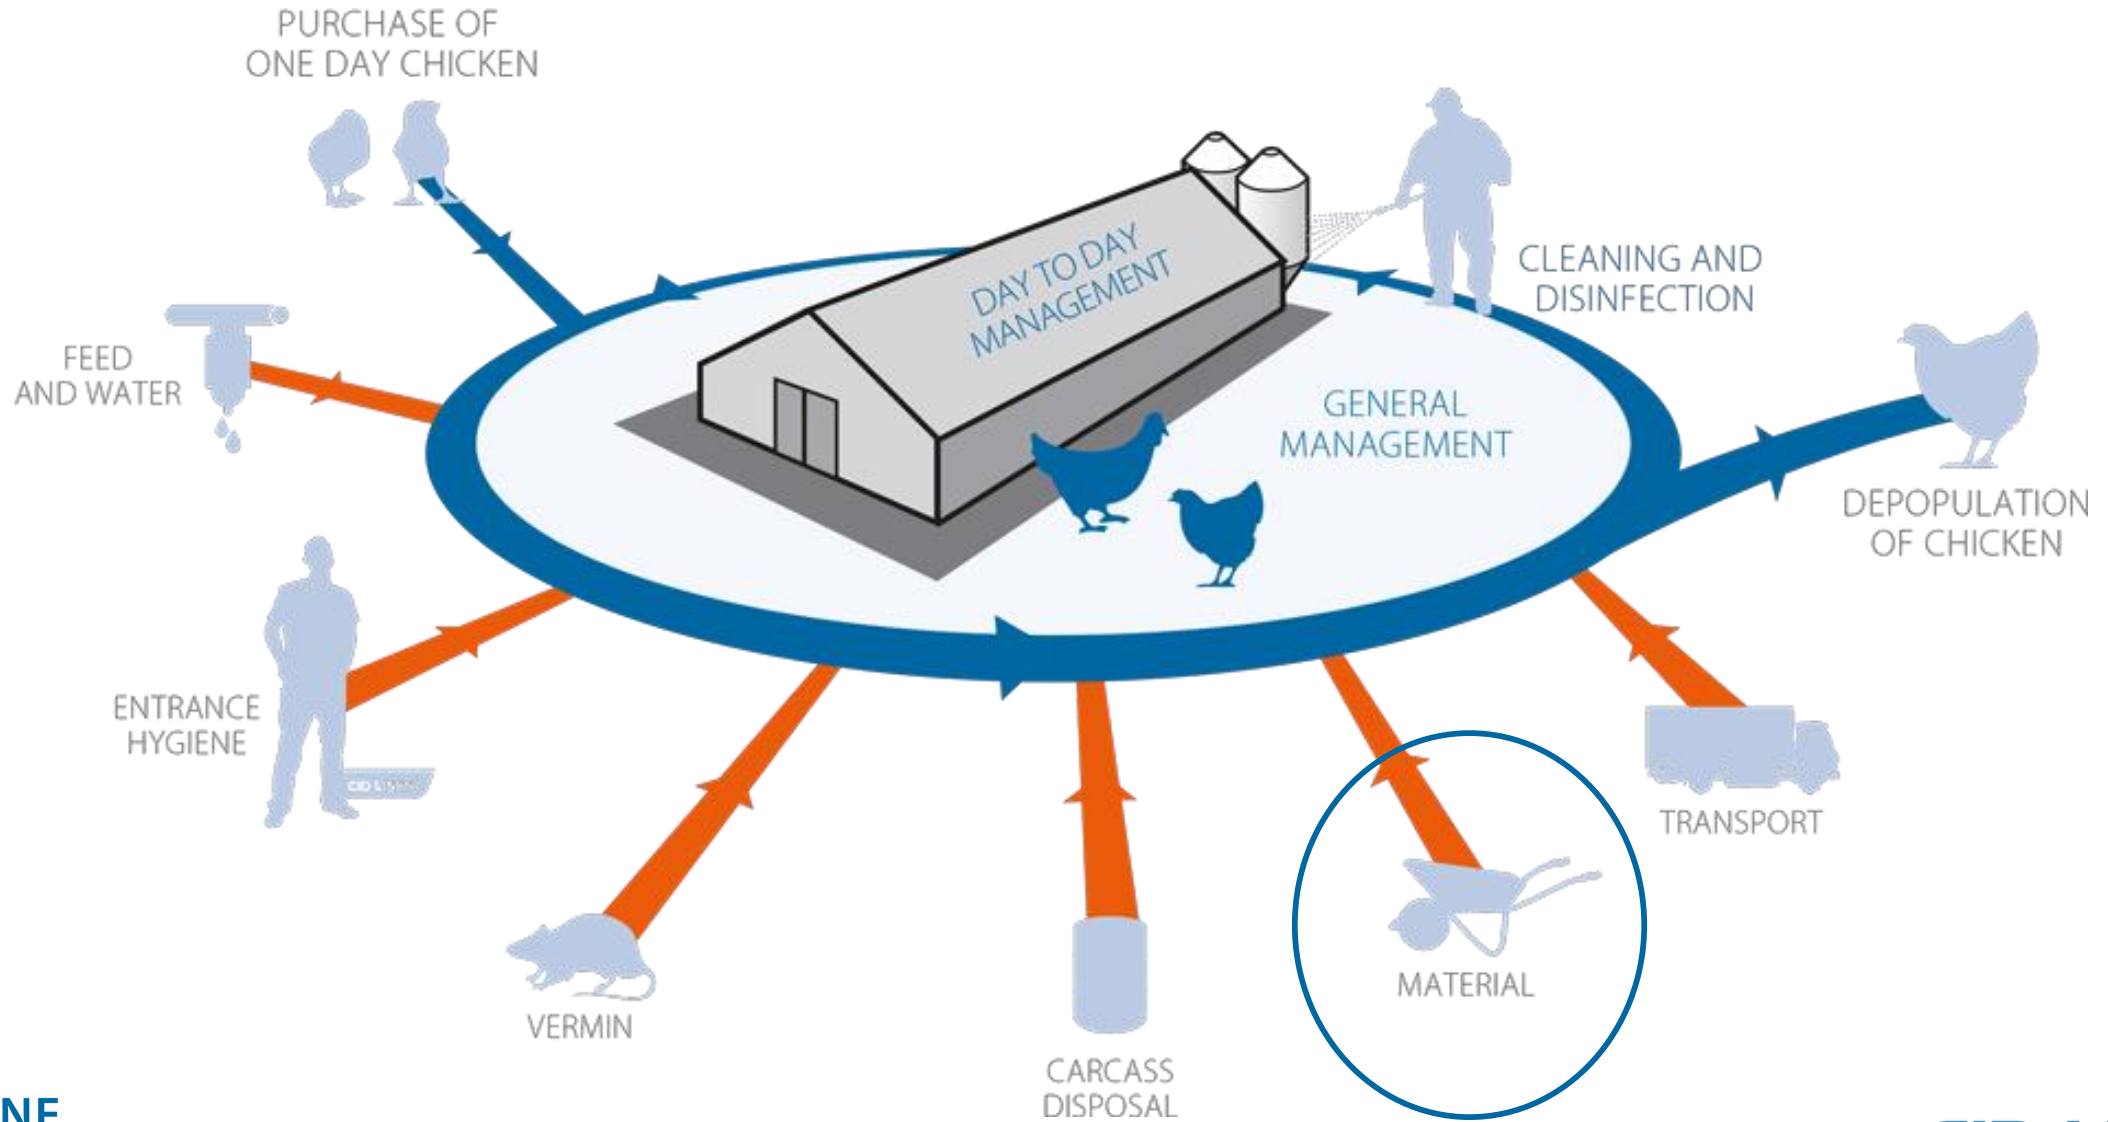 PURCHASE OF
ONE DAY CHICKEN
DAY TO DAY
MANAGEMENT
CLEANING AND
DISINFECTION
FEED
AND WATER
GENERAL
MANAGEMENT
DEPOPULATION
OF CHICKEN
ENTRANCE
HYGIENE
TRANSPORT
MATERIAL
VERMIN
CARCASS
DISPOSAL
NE